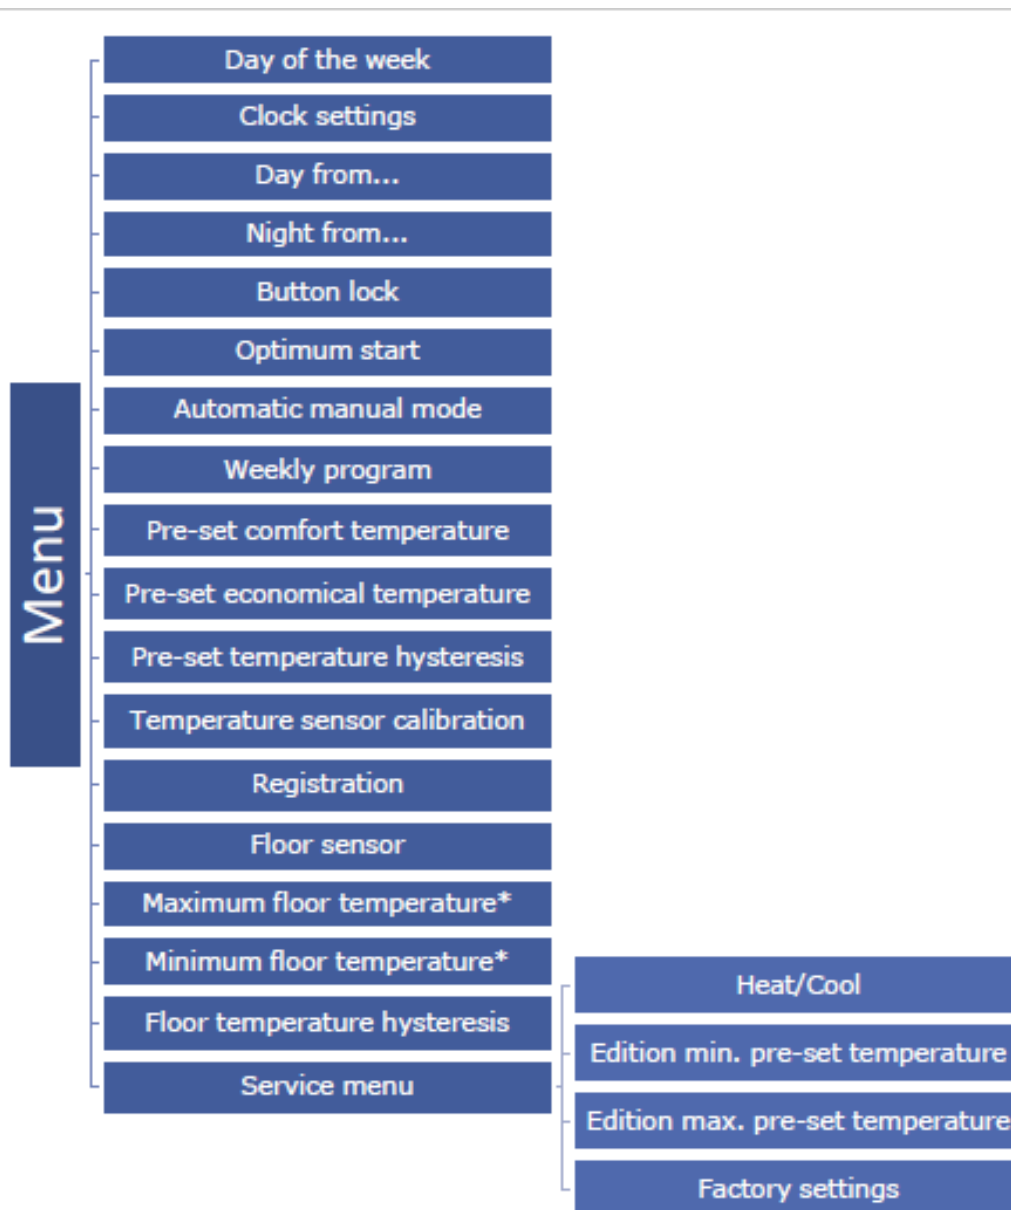 Menu
Day of the week
Clock settings
Day from...
Night from...
Button lock
Optimum start
Automatic manual mode
Weekly program
Pre-set comfort temperature
Pre-set economical temperature
Pre-set temperature hysteresis
Temperature sensor calibration
Registration
Floor sensor
Maximum floor temperature*
Minimum floor temperature*
Floor temperature hysteresis
Service menu
Heat/Cool
Edition min. pre-set temperature
Edition max. pre-set temperature
Factory settings